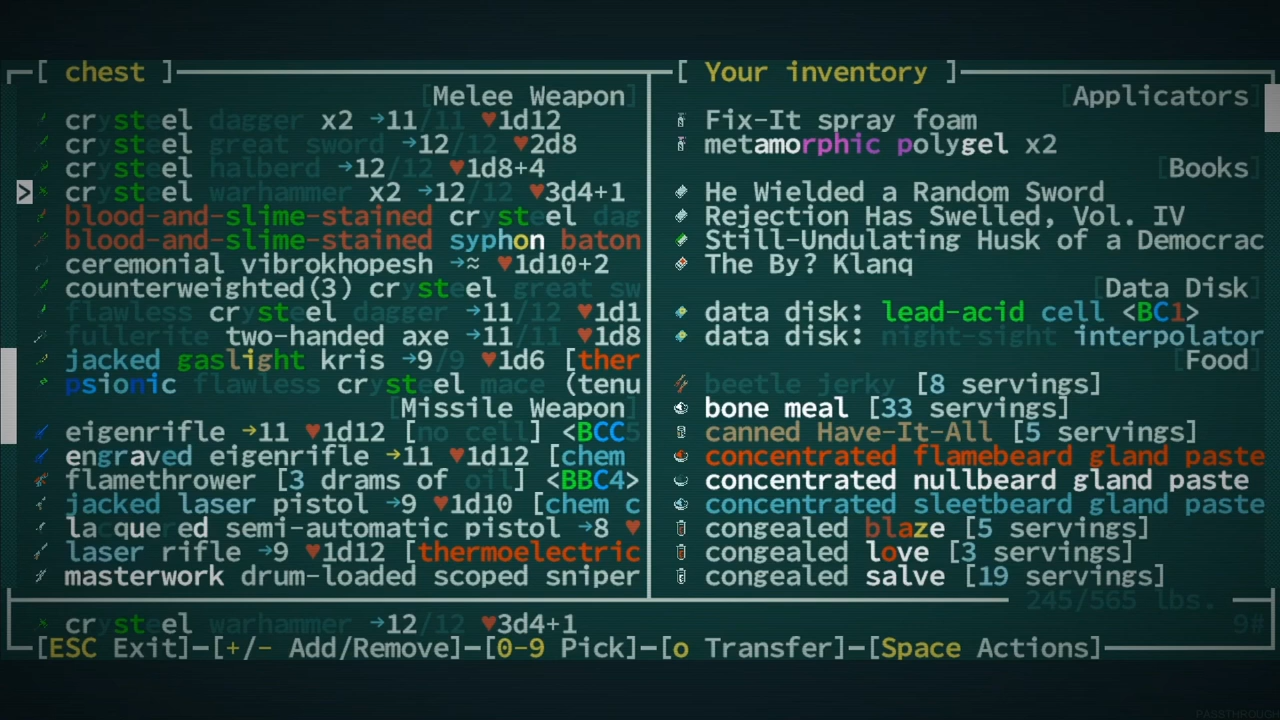 [ chest ]
[Melee Weapon]
crysteel dagger x2 →11/11 ♥1d12
crysteel great sword →12/12 ♥2d8
crysteel halberd →12/12 ♥1d8+4
> crysteel warhammer x2 →12/12 ♥3d4+1
blood-and-slime-stained crysteel dag
blood-and-slime-stained syphon baton
ceremonial vibrokhopesh →≈ ♥1d10+2
counterweighted(3) crysteel great sw
flawless crysteel dagger →11/12 ♥1d1
fullerite two-handed axe →11/11 ♥1d8
jacked gaslight kris →9/9 ♥1d6 [ther
psionic flawless crysteel mace (tenu
[Missile Weapon]
eigenrifle →11 ♥1d12 [no cell] <BCC5
engraved eigenrifle →11 ♥1d12 [chem
flamethrower [3 drams of oil] <BBC4>
jacked laser pistol →9 ♥1d10 [chem c
lacquered semi-automatic pistol →8 ♥
laser rifle →9 ♥1d12 [thermoelectric
masterwork drum-loaded scoped sniper
[ Your inventory ]
[Applicators]
Fix-It spray foam
metamorphic polygel x2
[Books]
He Wielded a Random Sword
Rejection Has Swelled, Vol. IV
Still-Undulating Husk of a Democrac
The By? Klanq
[Data Disk]
data disk: lead-acid cell <BC1>
data disk: night-sight interpolator
[Food]
beetle jerky [8 servings]
bone meal [33 servings]
canned Have-It-All [5 servings]
concentrated flamebeard gland paste
concentrated nullbeard gland paste
concentrated sleetbeard gland paste
congealed blaze [5 servings]
congealed love [3 servings]
congealed salve [19 servings]
245/565 lbs.
crysteel warhammer →12/12 ♥3d4+1
9#
[ESC Exit]—[+/- Add/Remove]—[0-9 Pick]—[o Transfer]—[Space Actions]
PASSTHROUGH